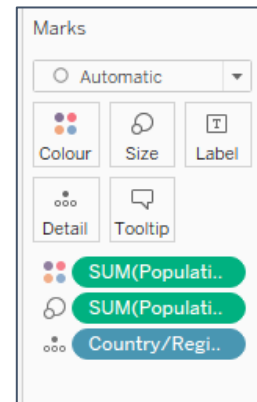 Marks
Automatic
Colour Size Label
Detail Tooltip
SUM(Populati..
SUM(Populati..
Country/Regi..